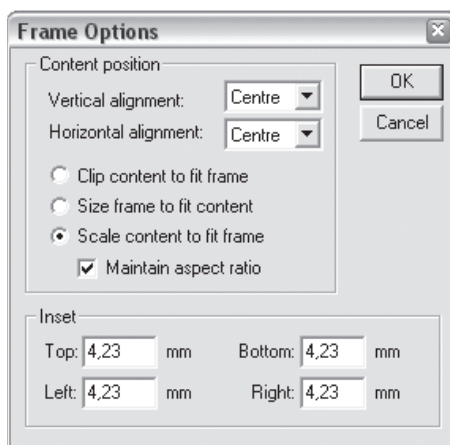 Frame Options
Content position
Vertical alignment: Centre
Horizontal alignment: Centre
Clip content to fit frame
Size frame to fit content
Scale content to fit frame
Maintain aspect ratio
OK
Cancel
Inset
Top: 4,23 mm Bottom: 4,23 mm
Left: 4,23 mm Right: 4,23 mm